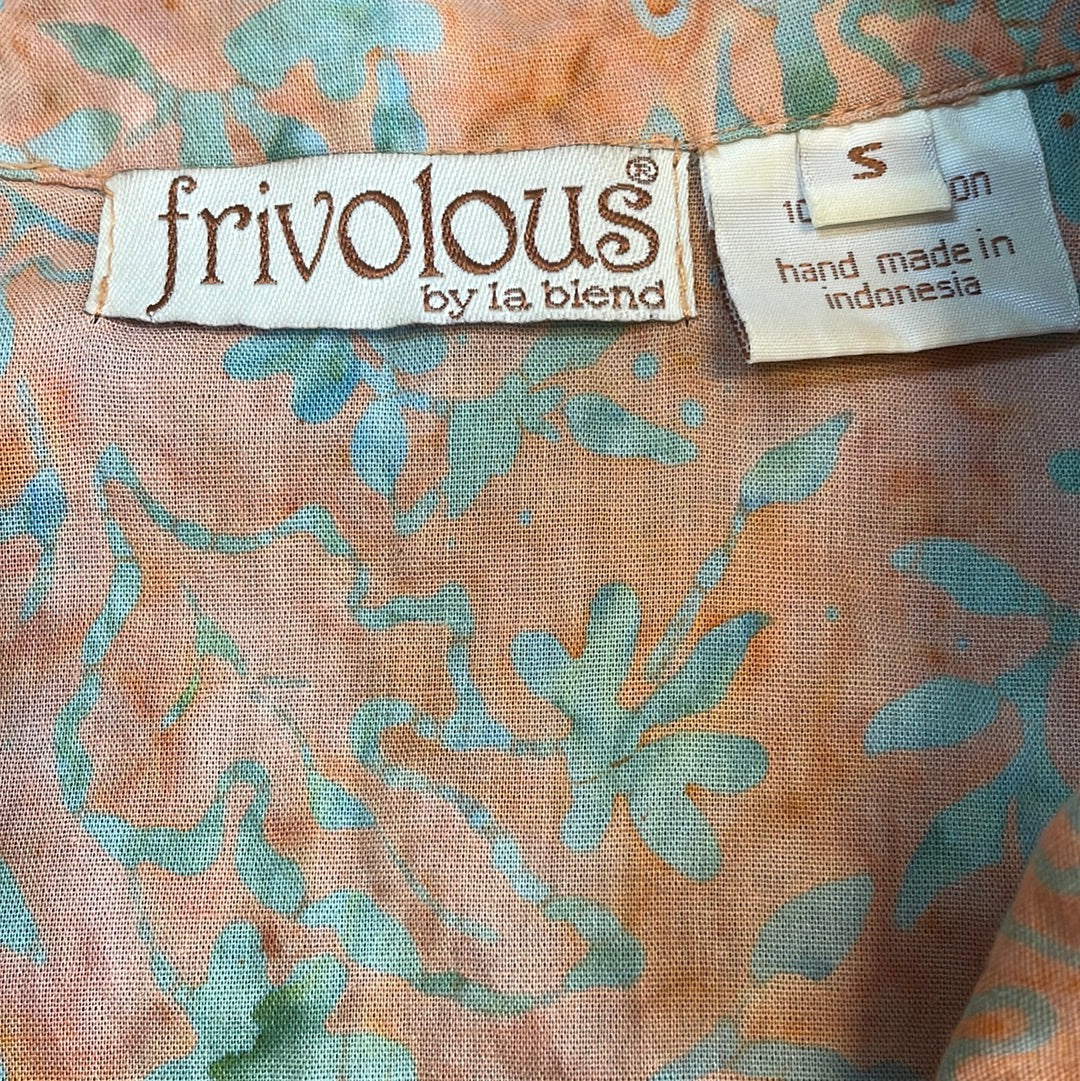 frivolous®
by la blend
S
hand made in
indonesia